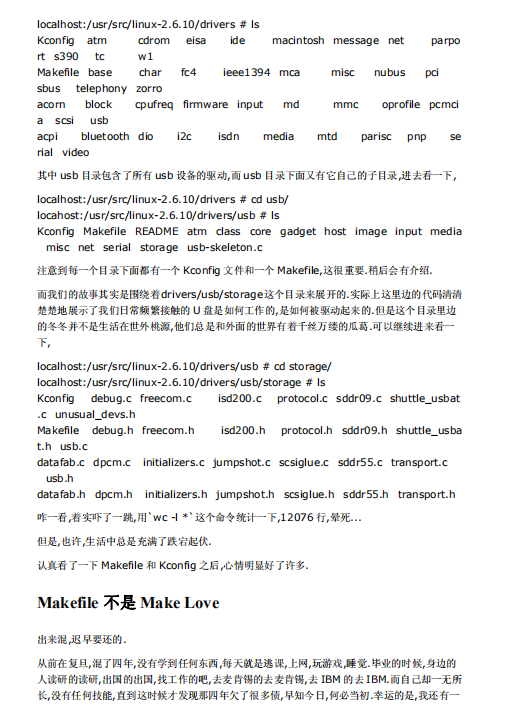 localhost:/usr/src/linux-2.6.10/drivers # ls
Kconfig atm cdrom eisa ide macintosh message net parpo
rt s390 tc w1
Makefile base char fc4 ieee1394 mca misc nubus pci
sbus telephony zorro
acorn block cpufreq firmware input md mmc oprofile pcmci
a scsi usb
acpi bluetooth dio i2c isdn media mtd parisc pnp se
rial video
其中 usb 目录包含了所有 usb 设备的驱动,而 usb 目录下面又有它自己的子目录,进去看一下,
localhost:/usr/src/linux-2.6.10/drivers # cd usb/
locahost:/usr/src/linux-2.6.10/drivers/usb # ls
Kconfig Makefile README atm class core gadget host image input media
misc net serial storage usb-skeleton.c
注意到每一个目录下面都有一个 Kconfig 文件和一个 Makefile,这很重要.稍后会有介绍.
而我们的故事其实是围绕着drivers/usb/storage这个目录来展开的.实际上这里边的代码清清
楚楚地展示了我们日常频繁接触的 U 盘是如何工作的,是如何被驱动起来的.但是这个目录里边
的冬冬并不是生活在世外桃源,他们总是和外面的世界有着千丝万缕的瓜葛.可以继续进来看一
下,
localhost:/usr/src/linux-2.6.10/drivers/usb # cd storage/
localhost:/usr/src/linux-2.6.10/drivers/usb/storage # ls
Kconfig debug.c freecom.c isd200.c protocol.c sddr09.c shuttle_usbat
.c unusual_devs.h
Makefile debug.h freecom.h isd200.h protocol.h sddr09.h shuttle_usba
t.h usb.c
datafab.c dpcm.c initializers.c jumpshot.c scsiglue.c sddr55.c transport.c
usb.h
datafab.h dpcm.h initializers.h jumpshot.h scsiglue.h sddr55.h transport.h
咋一看,着实吓了一跳,用`wc -l *`这个命令统计一下,12076 行,晕死...
但是,也许,生活中总是充满了跌宕起伏.
认真看了一下 Makefile 和 Kconfig 之后,心情明显好了许多.
Makefile 不是 Make Love
出来混,迟早要还的.
从前在复旦,混了四年,没有学到任何东西,每天就是逃课,上网,玩游戏,睡觉.毕业的时候,身边的
人读研的读研,出国的出国,找工作的吧,去麦肯锡的去麦肯锡,去 IBM 的去 IBM.而自己却一无所
长,没有任何技能,直到这时候才发现那四年欠了很多债,早知今日,何必当初.幸运的是,我还有一